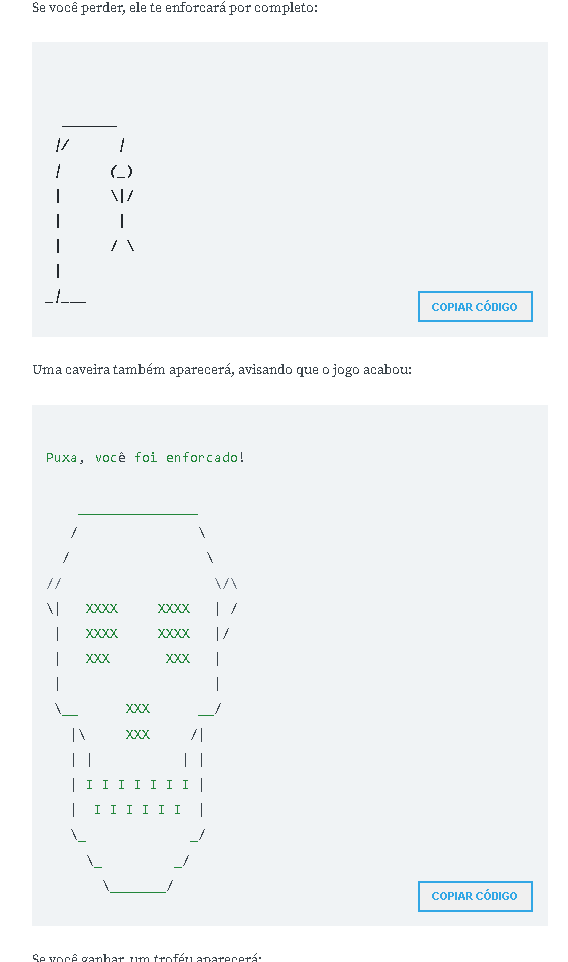 Se você perder, ele te enforcará por completo:
  _______
 |/      |
 |      (_)
 |      \|/
 |       |
 |      / \
 |
_|___
COPIAR CÓDIGO
Uma caveira também aparecerá, avisando que o jogo acabou:
Puxa, você foi enforcado!
    _______________
   /               \
  /                 \
//                   \/\
\|   XXXX     XXXX   | /
 |   XXXX     XXXX   |/
 |   XXX       XXX   |
 |                   |
 \__      XXX      __/
   |\     XXX     /|
   | |           | |
   | I I I I I I I |
   |  I I I I I I  |
   \_             _/
     \_         _/
       \_______/
COPIAR CÓDIGO
Se você ganhar, um troféu aparecerá: